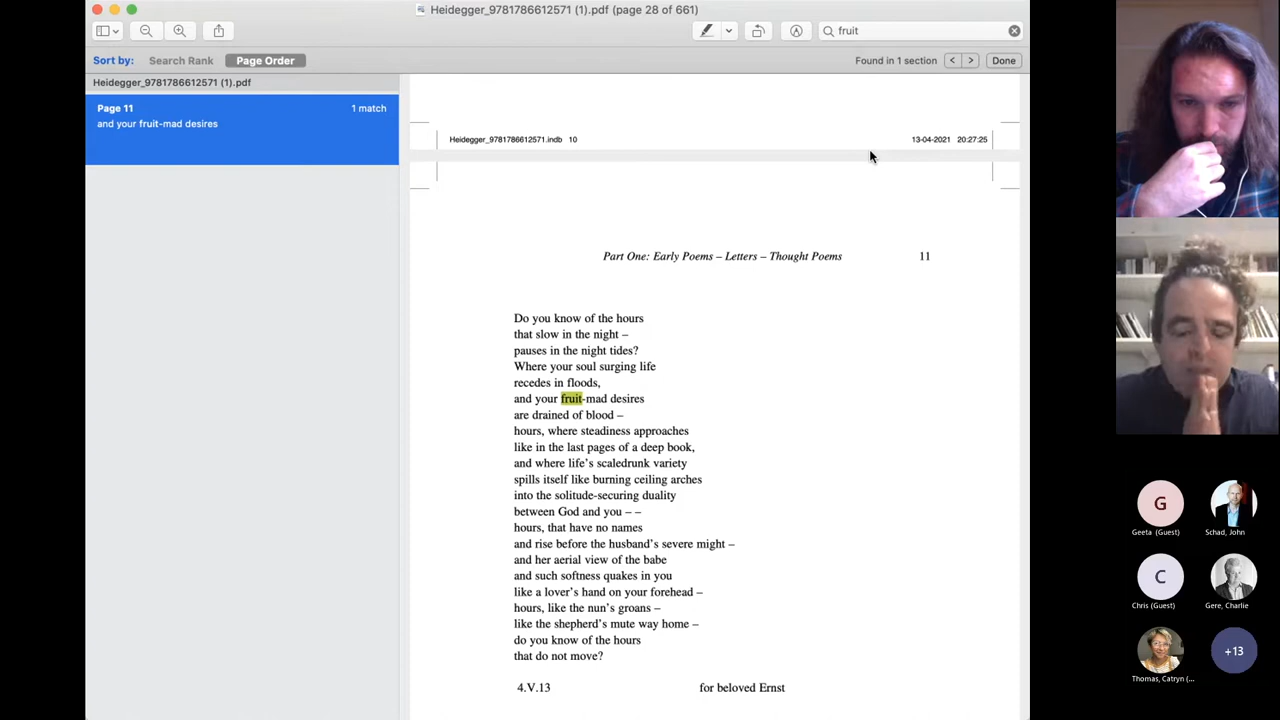 Heidegger_9781786612571 (1).pdf (page 28 of 661)
fruit
Sort by: Search Rank Page Order
Found in 1 section
Done
Heidegger_9781786612571 (1).pdf
Page 11 1 match
and your fruit-mad desires
Heidegger_9781786612571.indb 10 13-04-2021 20:27:25
Part One: Early Poems – Letters – Thought Poems 11
Do you know of the hours
that slow in the night –
pauses in the night tides?
Where your soul surging life
recedes in floods,
and your fruit-mad desires
are drained of blood –
hours, where steadiness approaches
like in the last pages of a deep book,
and where life's scaledrunk variety
spills itself like burning ceiling arches
into the solitude-securing duality
between God and you – –
hours, that have no names
and rise before the husband's severe might –
and her aerial view of the babe
and such softness quakes in you
like a lover's hand on your forehead –
hours, like the nun's groans –
like the shepherd's mute way home –
do you know of the hours
that do not move?
4.V.13 for beloved Ernst
G
Geeta (Guest)
Schad, John
C
Chris (Guest)
Gere, Charlie
Thomas, Catryn (...
+13